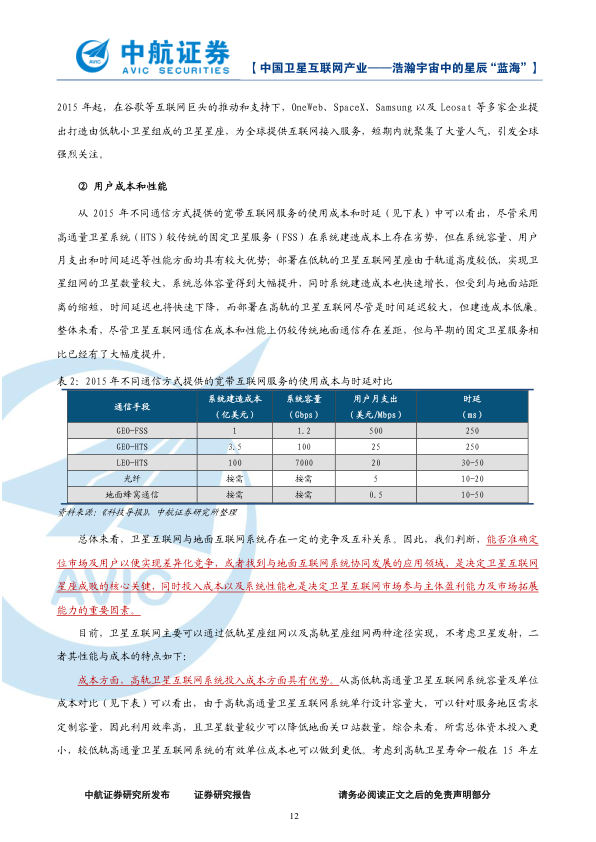 中航证券
AVIC SECURITIES
【中国卫星互联网产业——浩瀚宇宙中的星辰“蓝海”】
2015 年起，在谷歌等互联网巨头的推动和支持下，OneWeb、SpaceX、Samsung 以及 Leosat 等多家企业提
出打造由低轨小卫星组成的卫星星座，为全球提供互联网接入服务，短期内就聚集了大量人气，引发全球
强烈关注。
② 用户成本和性能
从 2015 年不同通信方式提供的宽带互联网服务的使用成本和时延（见下表）中可以看出，尽管采用
高通量卫星系统（HTS）较传统的固定卫星服务（FSS）在系统建造成本上存在劣势，但在系统容量、用户
月支出和时间延迟等性能方面均具有较大优势；部署在低轨的卫星互联网星座由于轨道高度较低，实现卫
星组网的卫星数量较大，系统总体容量得到大幅提升，同时系统建造成本也快速增长，但受到与地面站距
离的缩短，时间延迟也将快速下降，而部署在高轨的卫星互联网尽管是时间延迟较大，但建造成本低廉。
整体来看，尽管卫星互联网通信在成本和性能上仍较传统地面通信存在差距，但与早期的固定卫星服务相
比已经有了大幅度提升。
表 2：2015 年不同通信方式提供的宽带互联网服务的使用成本与时延对比
通信手段 系统建造成本（亿美元） 系统容量（Gbps） 用户月支出（美元/Mbps） 时延（ms）
GEO-FSS 1 1.2 500 250
GEO-HTS 3.5 100 25 250
LEO-HTS 100 7000 20 30-50
光纤 按需 按需 5 10-20
地面蜂窝通信 按需 按需 0.5 10-50
资料来源：《科技导报》，中航证券研究所整理
总体来看，卫星互联网与地面互联网系统存在一定的竞争及互补关系。因此，我们判断，能否准确定
位市场及用户以便实现差异化竞争，或者找到与地面互联网系统协同发展的应用领域，是决定卫星互联网
星座成败的核心关键，同时投入成本以及系统性能也是决定卫星互联网市场参与主体盈利能力及市场拓展
能力的重要因素。
目前，卫星互联网主要可以通过低轨星座组网以及高轨星座组网两种途径实现，不考虑卫星发射，二
者其性能与成本的特点如下：
成本方面，高轨卫星互联网系统投入成本方面具有优势。从高低轨高通量卫星互联网系统容量及单位
成本对比（见下表）可以看出，由于高轨高通量卫星互联网系统单行设计容量大，可以针对服务地区需求
定制容量，因此利用效率高，且卫星数量较少可以降低地面关口站数量，综合来看，所需总体资本投入更
小，较低轨高通量卫星互联网系统的有效单位成本也可以做到更低。考虑到高轨卫星寿命一般在 15 年左
中航证券研究所发布 证券研究报告 请务必阅读正文之后的免责声明部分
12
AVIC